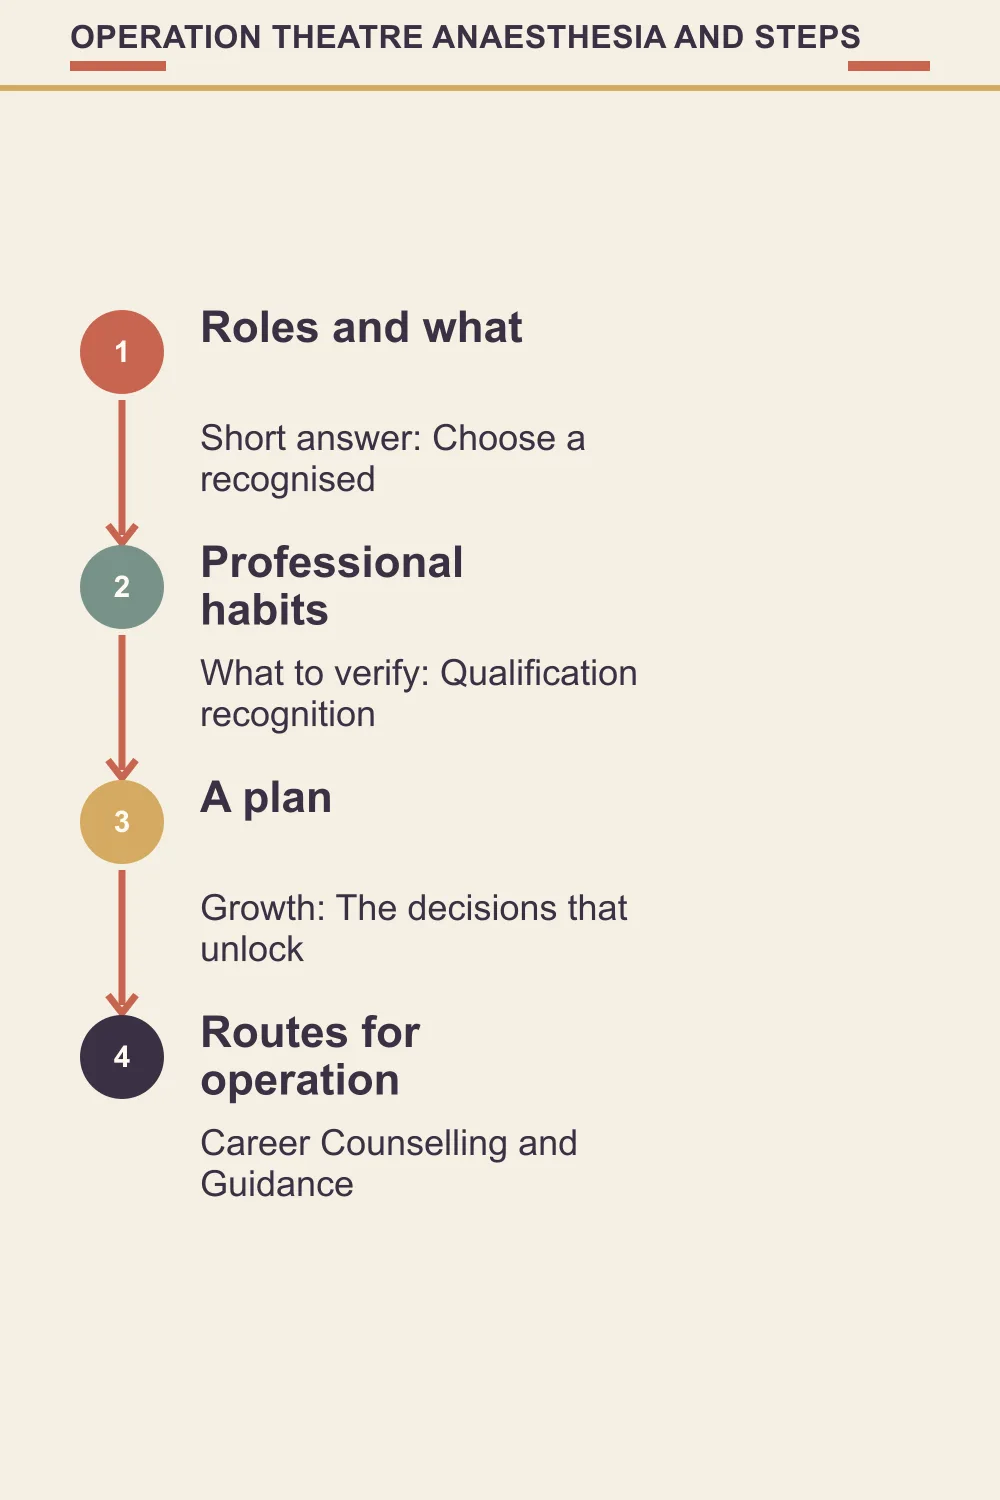 OPERATION THEATRE ANAESTHESIA AND STEPS
1
Roles and what
Short answer: Choose a
recognised
2
Professional
habits
What to verify: Qualification
recognition
3
A plan
Growth: The decisions that
unlock
4
Routes for
operation
Career Counselling and
Guidance